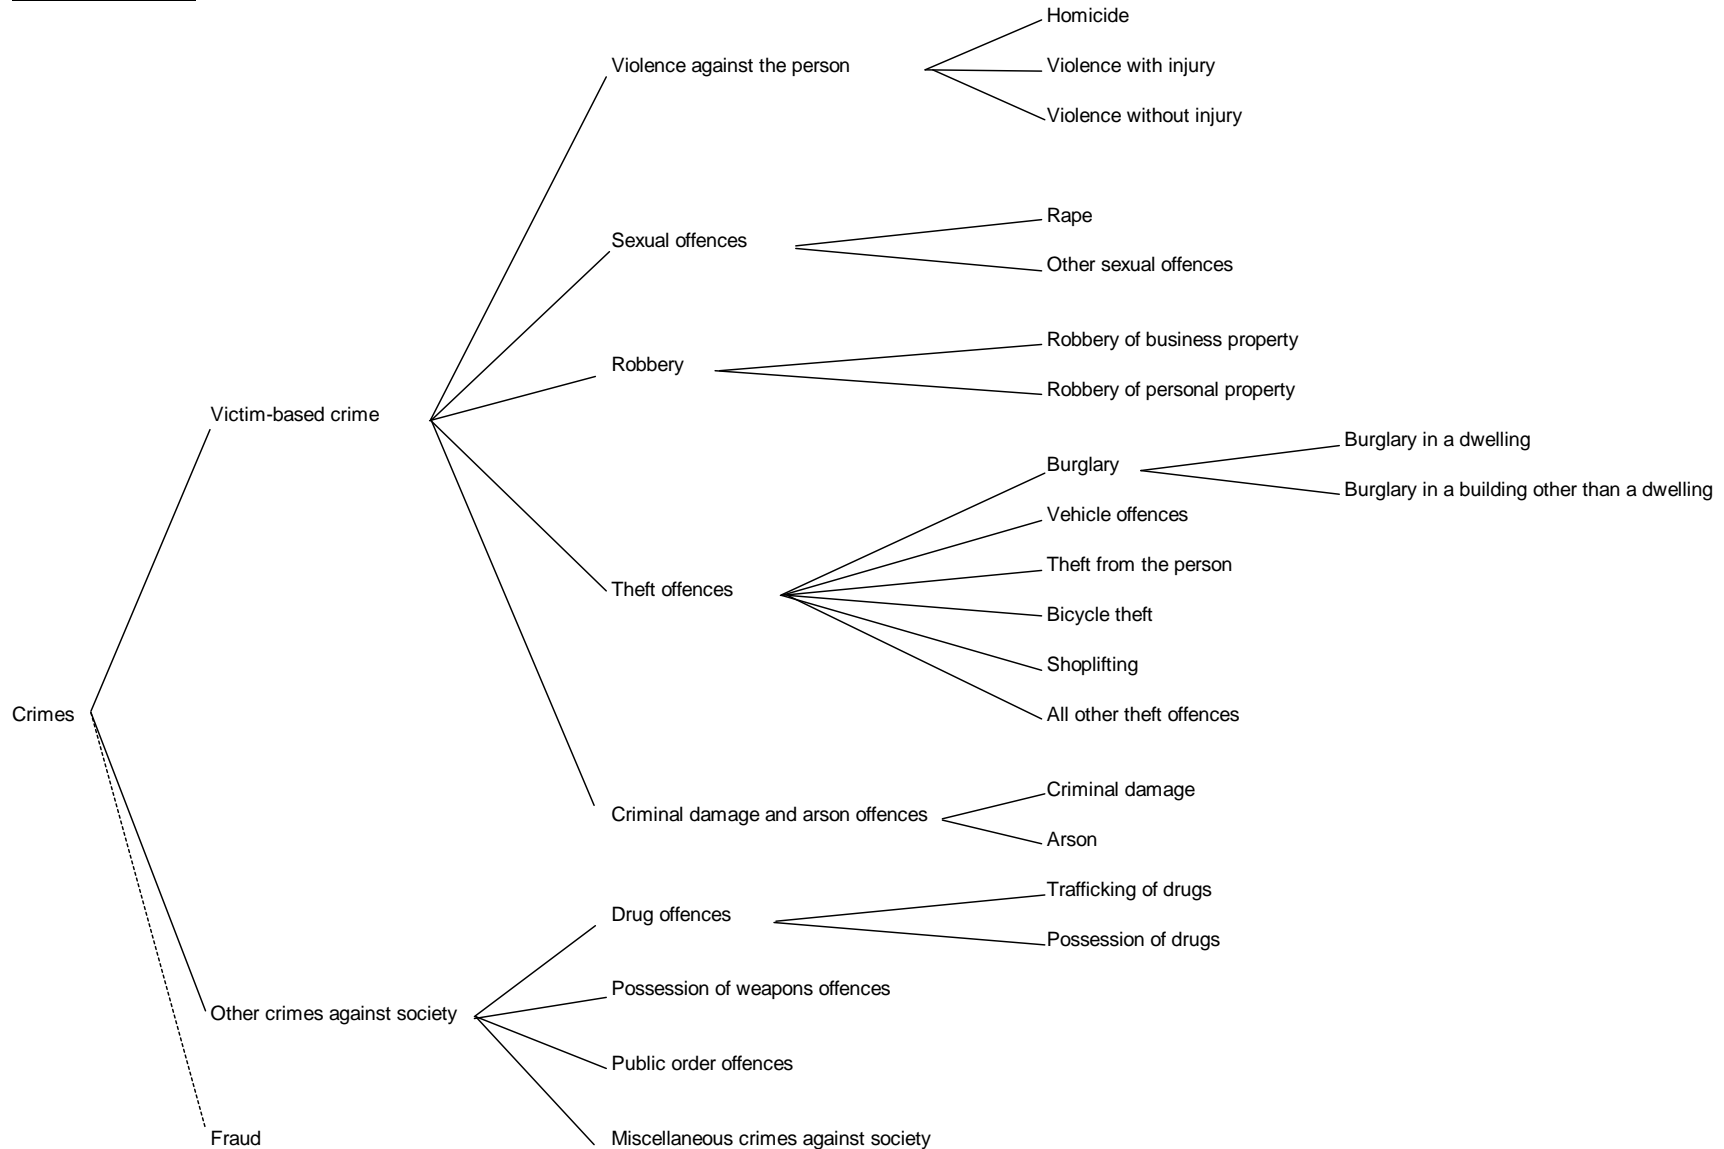 Homicide
Violence against the person
Violence with injury
Violence without injury
Rape
Sexual offences
Other sexual offences
Robbery of business property
Robbery
Robbery of personal property
Victim-based crime
Burglary in a dwelling
Burglary
Burglary in a building other than a dwelling
Vehicle offences
Theft from the person
Theft offences
Bicycle theft
Shoplifting
Crimes
All other theft offences
Criminal damage
Criminal damage and arson offences
Arson
Trafficking of drugs
Drug offences
Possession of drugs
Possession of weapons offences
Other crimes against society
Public order offences
Fraud
Miscellaneous crimes against society